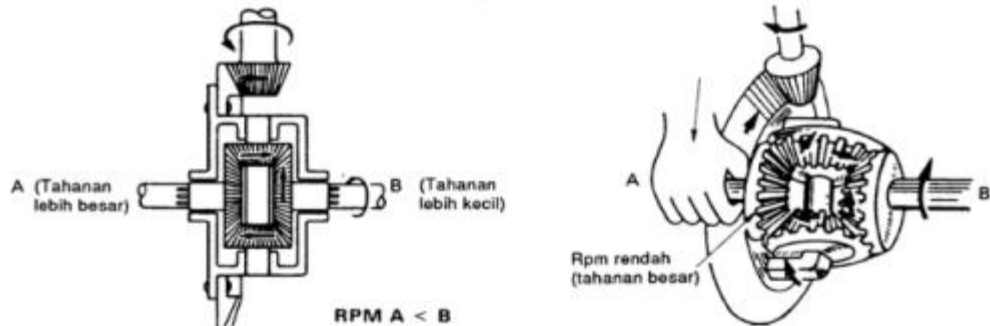 A (Tahanan
lebih besar)
B (Tahanan
lebih kecil)
RPM A < B
A
B
Rpm rendah
(tahanan besar)